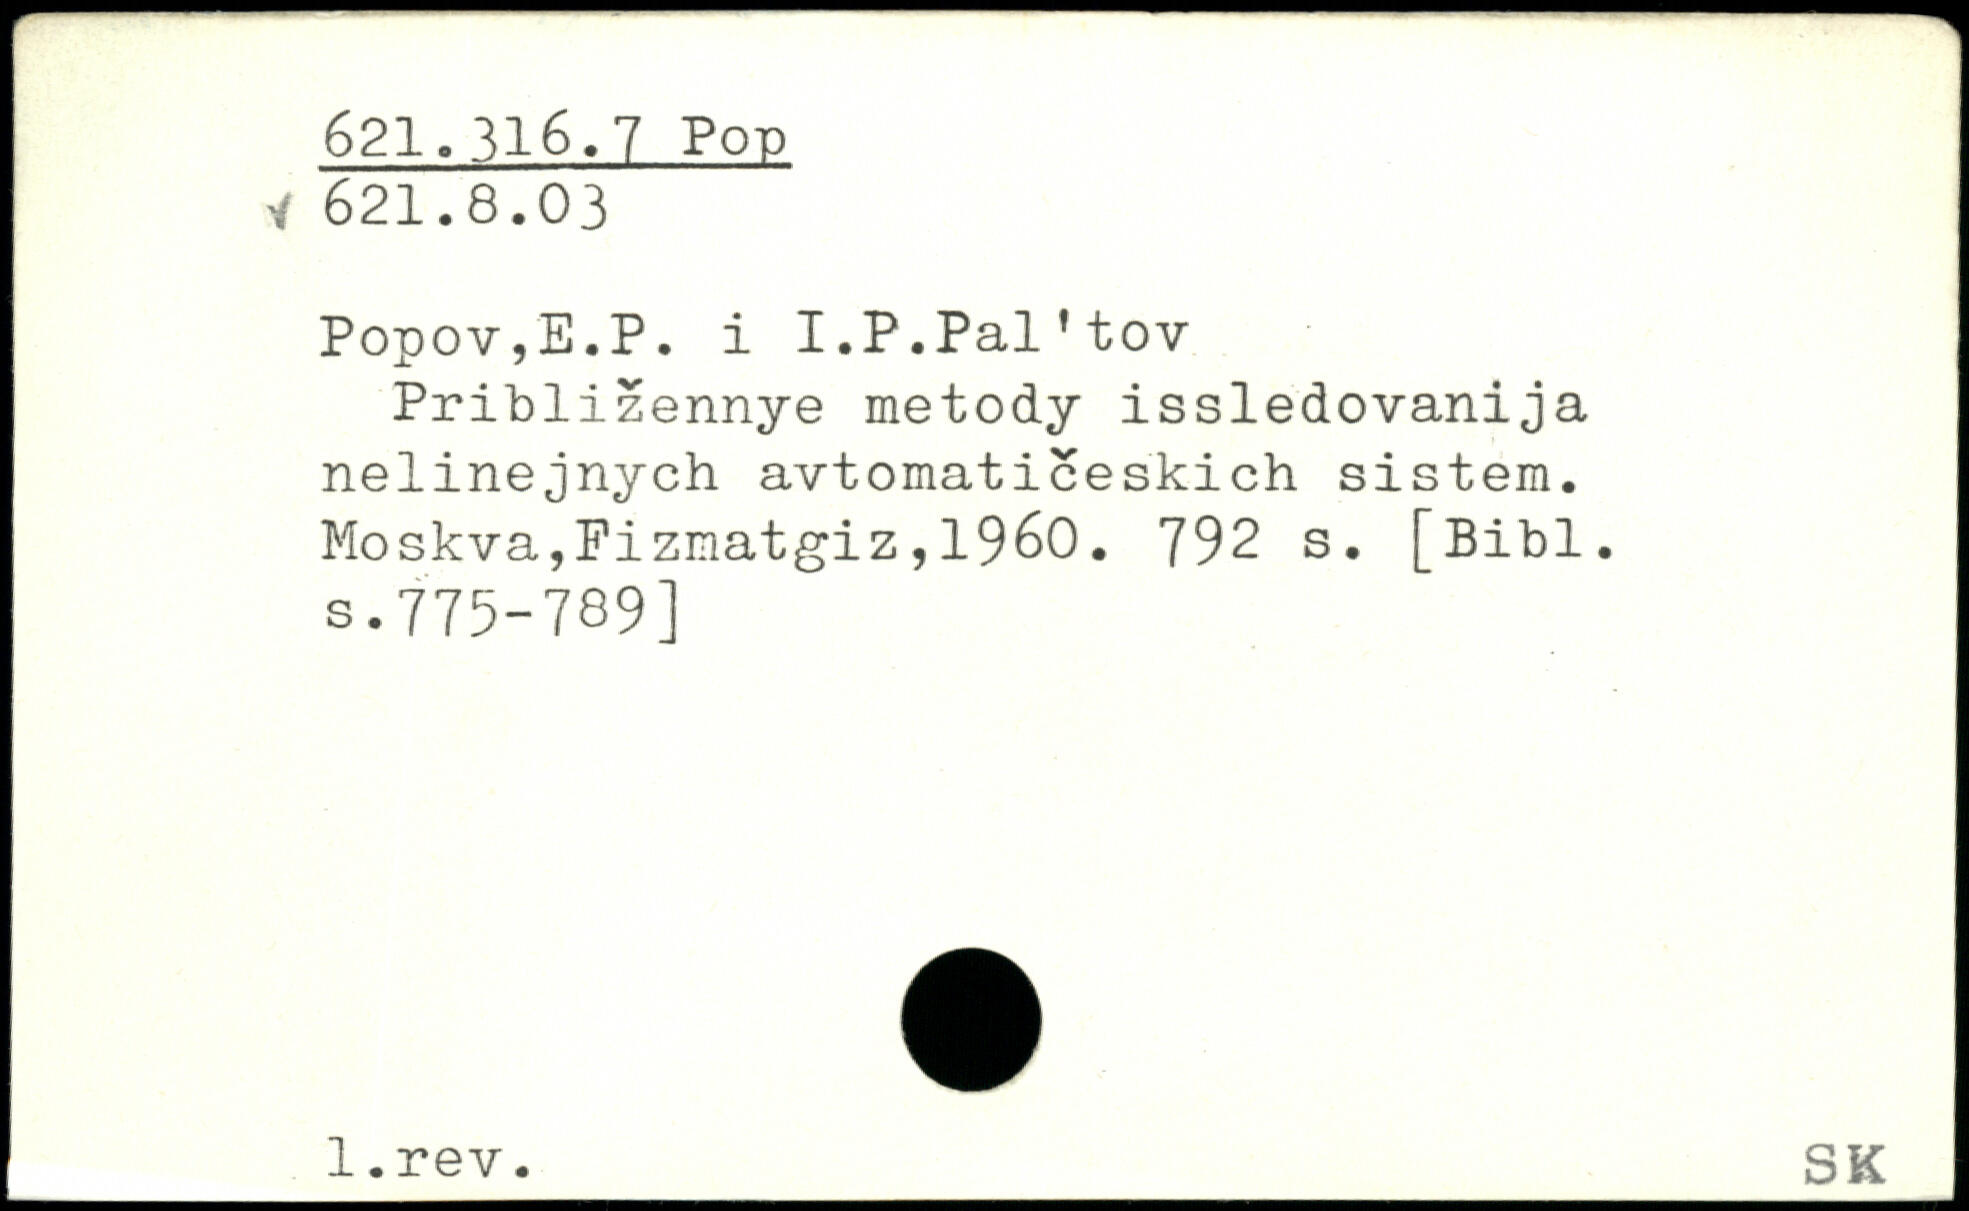 621.316.7 Pop
✓ 621.8.03
Popov,E.P. i I.P.Pal'tov
Približennye metody issledovanija
nelinejnych avtomatičeskich sistem.
Moskva,Fizmatgiz,1960. 792 s. [Bibl.
s.775-789]
1.rev.
SK